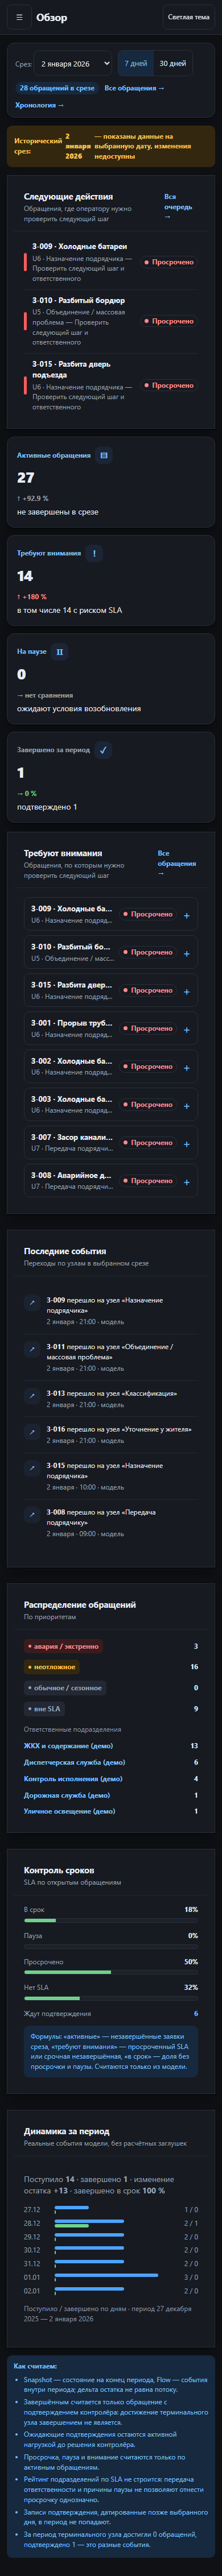 Обзор
Светлая тема
Срез:
2 января 2026
7 дней
30 дней
28 обращений в срезе
Все обращения →
Хронология →
Исторический срез:
2 января 2026
— показаны данные на выбранную дату, изменения недоступны
Следующие действия
Обращения, где оператору нужно
проверить следующий шаг
Вся
очередь
→
3-009 · Холодные батареи
U6 · Назначение подрядчика —
Проверить следующий шаг и
ответственного
Просрочено
3-010 · Разбитый бордюр
U5 · Объединение / массовая
проблема — Проверить
следующий шаг и
ответственного
Просрочено
3-015 · Разбита дверь
подъезда
U6 · Назначение подрядчика —
Проверить следующий шаг и
ответственного
Просрочено
Активные обращения
27
↑ +92.9 %
не завершены в срезе
Требуют внимания
!
14
↑ +180 %
в том числе 14 с риском SLA
На паузе
0
→ нет сравнения
ожидают условия возобновления
Завершено за период
✓
1
→ 0 %
подтверждено 1
Требуют внимания
Обращения, по которым нужно
проверить следующий шаг
Все
обращения
→
3-009 · Холодные ба...
U6 · Назначение подряд...
Просрочено
+
3-010 · Разбитый бо...
U5 · Объединение / масс...
Просрочено
+
3-015 · Разбита двер...
U6 · Назначение подряд...
Просрочено
+
3-001 · Прорыв труб...
U6 · Назначение подряд...
Просрочено
+
3-002 · Холодные ба...
U6 · Назначение подряд...
Просрочено
+
3-003 · Холодные ба...
U6 · Назначение подряд...
Просрочено
+
3-007 · Засор канали...
U7 · Передача подрядчи...
Просрочено
+
3-008 · Аварийное д...
U7 · Передача подрядчи...
Просрочено
+
Последние события
Переходы по узлам в выбранном срезе
3-009 перешло на узел «Назначение
подрядчика»
2 января · 21:00 · модель
3-011 перешло на узел «Объединение /
массовая проблема»
2 января · 21:00 · модель
3-013 перешло на узел «Классификация»
2 января · 21:00 · модель
3-016 перешло на узел «Уточнение у жителя»
2 января · 21:00 · модель
3-015 перешло на узел «Назначение
подрядчика»
2 января · 10:00 · модель
3-008 перешло на узел «Передача
подрядчику»
2 января · 09:00 · модель
Распределение обращений
По приоритетам
авария / экстренно
3
неотложное
16
обычное / сезонное
0
вне SLA
9
Ответственные подразделения
ЖКХ и содержание (демо)
13
Диспетчерская служба (демо)
6
Контроль исполнения (демо)
4
Дорожная служба (демо)
1
Уличное освещение (демо)
1
Контроль сроков
SLA по открытым обращениям
В срок
18%
Пауза
0%
Просрочено
50%
Нет SLA
32%
Ждут подтверждения
6
Формулы: «активные» — незавершённые заявки
среза, «требуют внимания» — просроченный SLA
или срочная незавершённая, «в срок» — доля без
просрочки и паузы. Считаются только из модели.
Динамика за период
Реальные события модели, без расчётных заглушек
Поступило 14 · завершено 1 · изменение
остатка +13 · завершено в срок 100 %
27.12
1 / 0
28.12
2 / 1
29.12
2 / 0
30.12
2 / 0
31.12
2 / 0
01.01
3 / 0
02.01
2 / 0
Поступило / завершено по дням · период 27 декабря
2025 — 2 января 2026
Как считаем:
• Snapshot — состояние на конец периода, Flow — события
внутри периода; дельта остатка не равна потоку.
• Завершённым считается только обращение с
подтверждением контролёра: достижение терминального
узла завершением не является.
• Ожидающие подтверждения остаются активной
нагрузкой до решения контролёра.
• Просрочка, пауза и внимание считаются только по
активным обращениям.
• Рейтинг подразделений по SLA не строится: передача
ответственности и причины паузы не позволяют отнести
просрочку однозначно.
• Записи подтверждения, датированные позже выбранного
дня, в период не попадают.
• За период терминального узла достигли 0 обращений,
подтверждено 1 — это разные события.